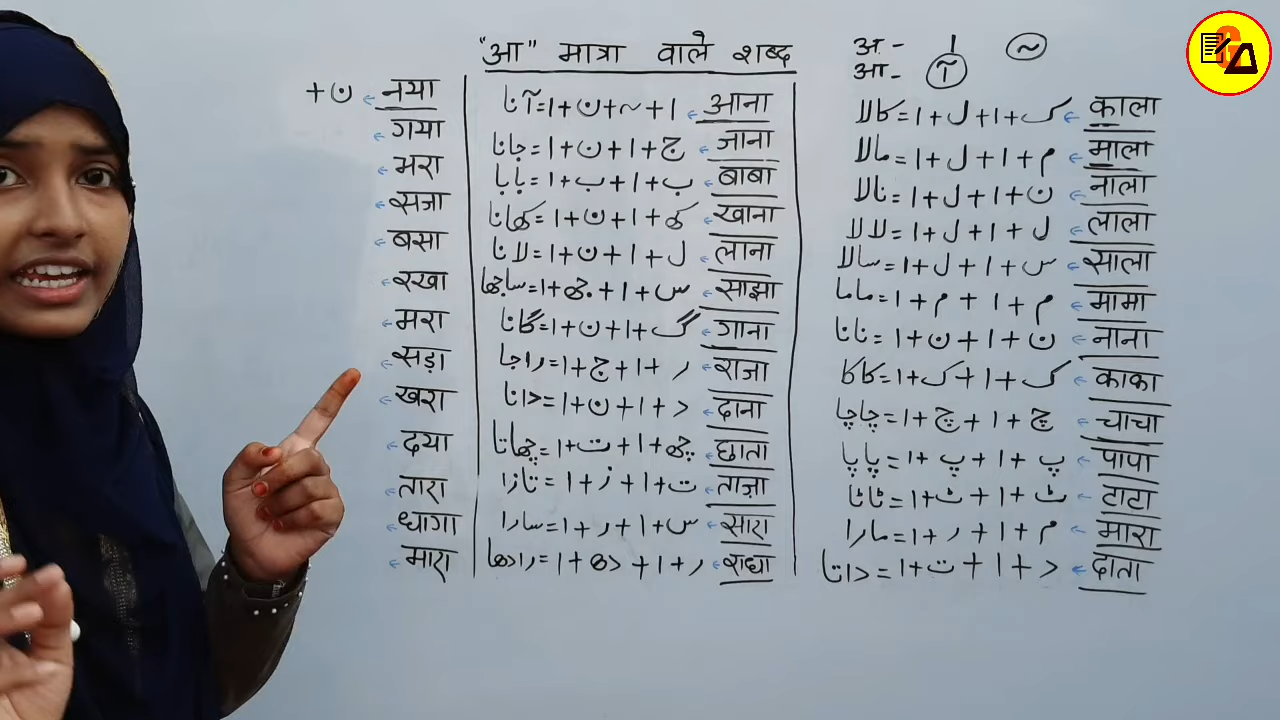 "आ" मात्रा वाले शब्द
अ - ا ~
आ - آ
काला ← ک + ا + ل + ا = کالا
माला ← م + ا + ل + ا = مالا
नाला ← ن + ا + ل + ا = نالا
लाला ← ل + ا + ل + ا = لالا
साला ← س + ا + ل + ا = سالا
मामा ← م + ا + م + ا = ماما
नाना ← ن + ا + ن + ا = نانا
काका ← ک + ا + ک + ا = کاکا
चाचा ← چ + ا + چ + ا = چاچا
पापा ← پ + ا + پ + ا = پاپا
टाटा ← ٹ + ا + ٹ + ا = ٹاٹا
मारा ← م + ا + ر + ا = مارا
दाता ← د + ا + ت + ا = داتا
आना ← ا + ~ + ن + ا = آنا
जाना ← ج + ا + ن + ا = جانا
बाबा ← ب + ا + ب + ا = بابا
खाना ← کھ + ا + ن + ا = کھانا
लाना ← ل + ا + ن + ا = لانا
साझा ← س + ا + جھ + ا = ساجھا
गाना ← گ + ا + ن + ا = گانا
राजा ← ر + ا + ج + ا = راجا
दाना ← د + ا + ن + ا = دانا
छाता ← چھ + ا + ت + ا = چھاتا
ताज़ा ← ت + ا + ز + ا = تازا
सारा ← س + ا + ر + ا = سارا
राधा ← ر + ا + دھ + ا = رادھا
नया ← ن +
गया ←
भरा ←
सजा ←
बसा ←
रखा ←
मरा ←
सड़ा ←
खरा ←
दया ←
तारा ←
धागा ←
मारा ←